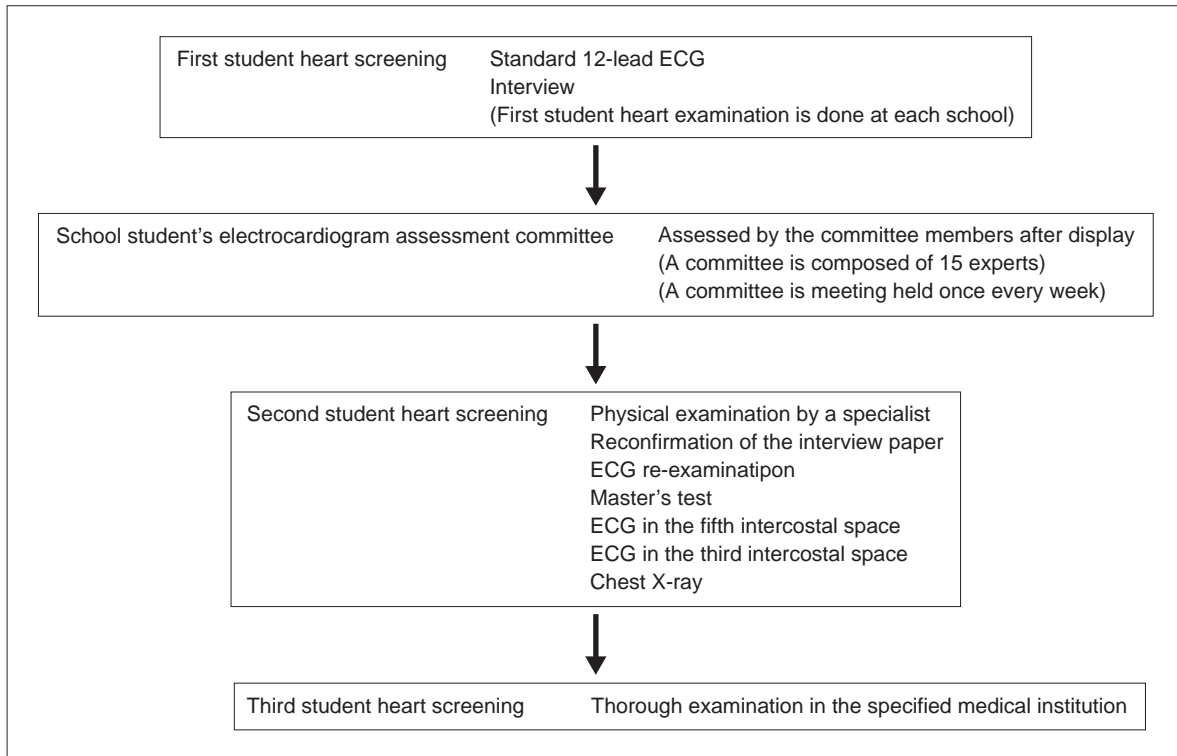 First student heart screening Standard 12-lead ECG
Interview
(First student heart examination is done at each school)
School student's electrocardiogram assessment committee Assessed by the committee members after display
(A committee is composed of 15 experts)
(A committee is meeting held once every week)
Second student heart screening Physical examination by a specialist
Reconfirmation of the interview paper
ECG re-examinatipon
Master's test
ECG in the fifth intercostal space
ECG in the third intercostal space
Chest X-ray
Third student heart screening Thorough examination in the specified medical institution